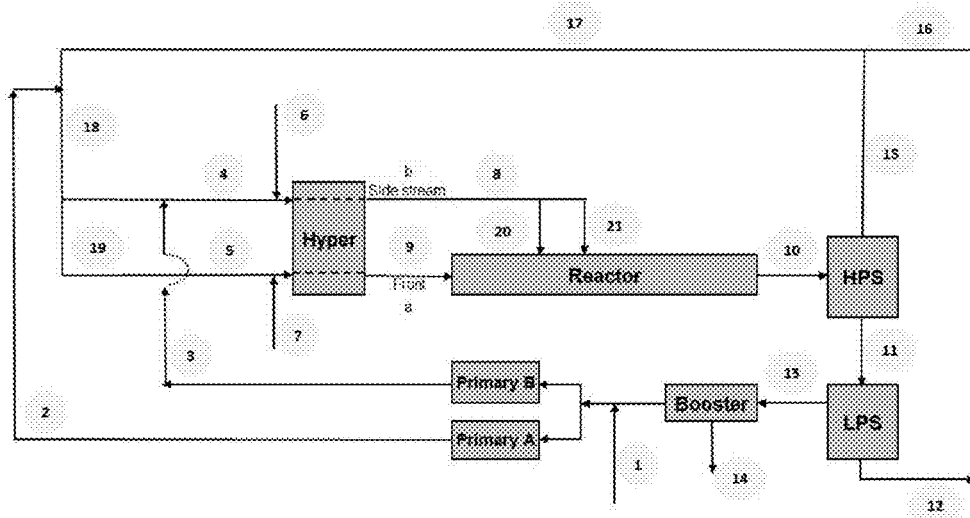 17
16
18
6
15
4
b
8
Side stream
19
5
Hyper
9
20
21
10
Front
a
Reactor
HPS
7
3
11
2
Primary B
13
Booster
Primary A
LPS
1
14
12